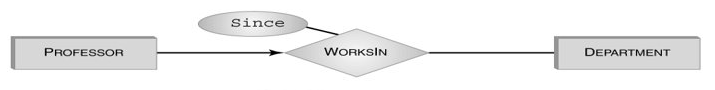 Since
PROFESSOR
WORKSIN
DEPARTMENT